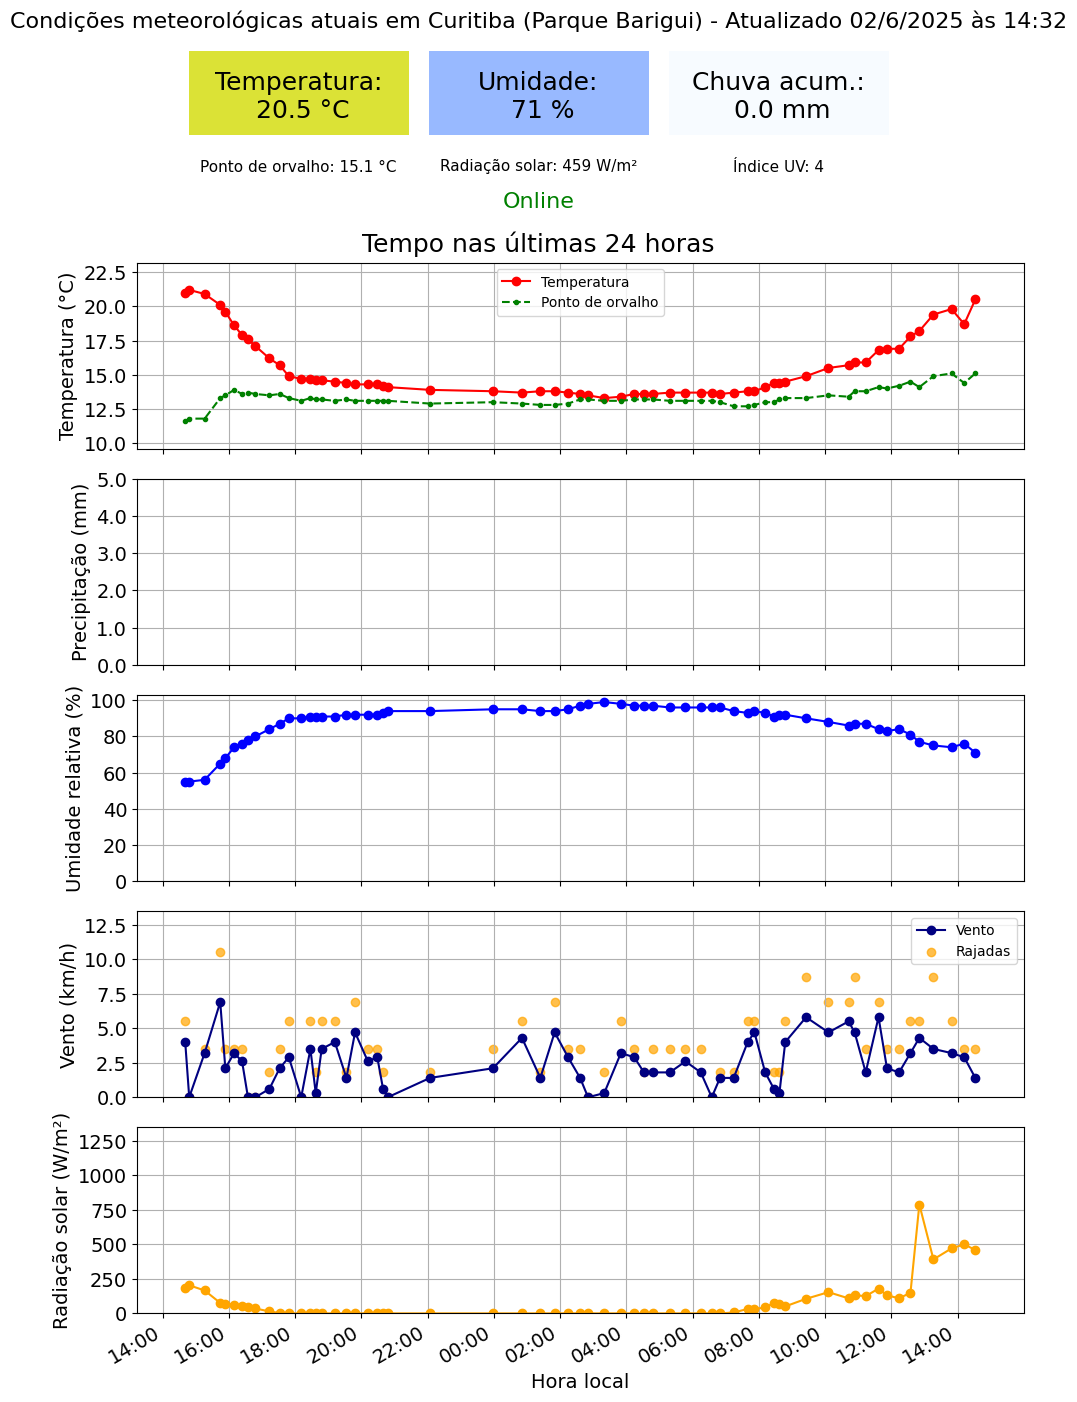 Condições meteorológicas atuais em Curitiba (Parque Barigui) - Atualizado 02/6/2025 às 14:32
Temperatura:
20.5 °C
Umidade:
71 %
Chuva acum.:
0.0 mm
Ponto de orvalho: 15.1 °C
Radiação solar: 459 W/m²
Índice UV: 4
Online
Tempo nas últimas 24 horas
Temperatura (°C)
22.5
20.0
17.5
15.0
12.5
10.0
Temperatura
Ponto de orvalho
Precipitação (mm)
5.0
4.0
3.0
2.0
1.0
0.0
Umidade relativa (%)
100
80
60
40
20
0
Vento (km/h)
12.5
10.0
7.5
5.0
2.5
0.0
Vento
Rajadas
Radiação solar (W/m²)
1250
1000
750
500
250
0
14:00
16:00
18:00
20:00
22:00
00:00
02:00
04:00
06:00
08:00
10:00
12:00
14:00
Hora local